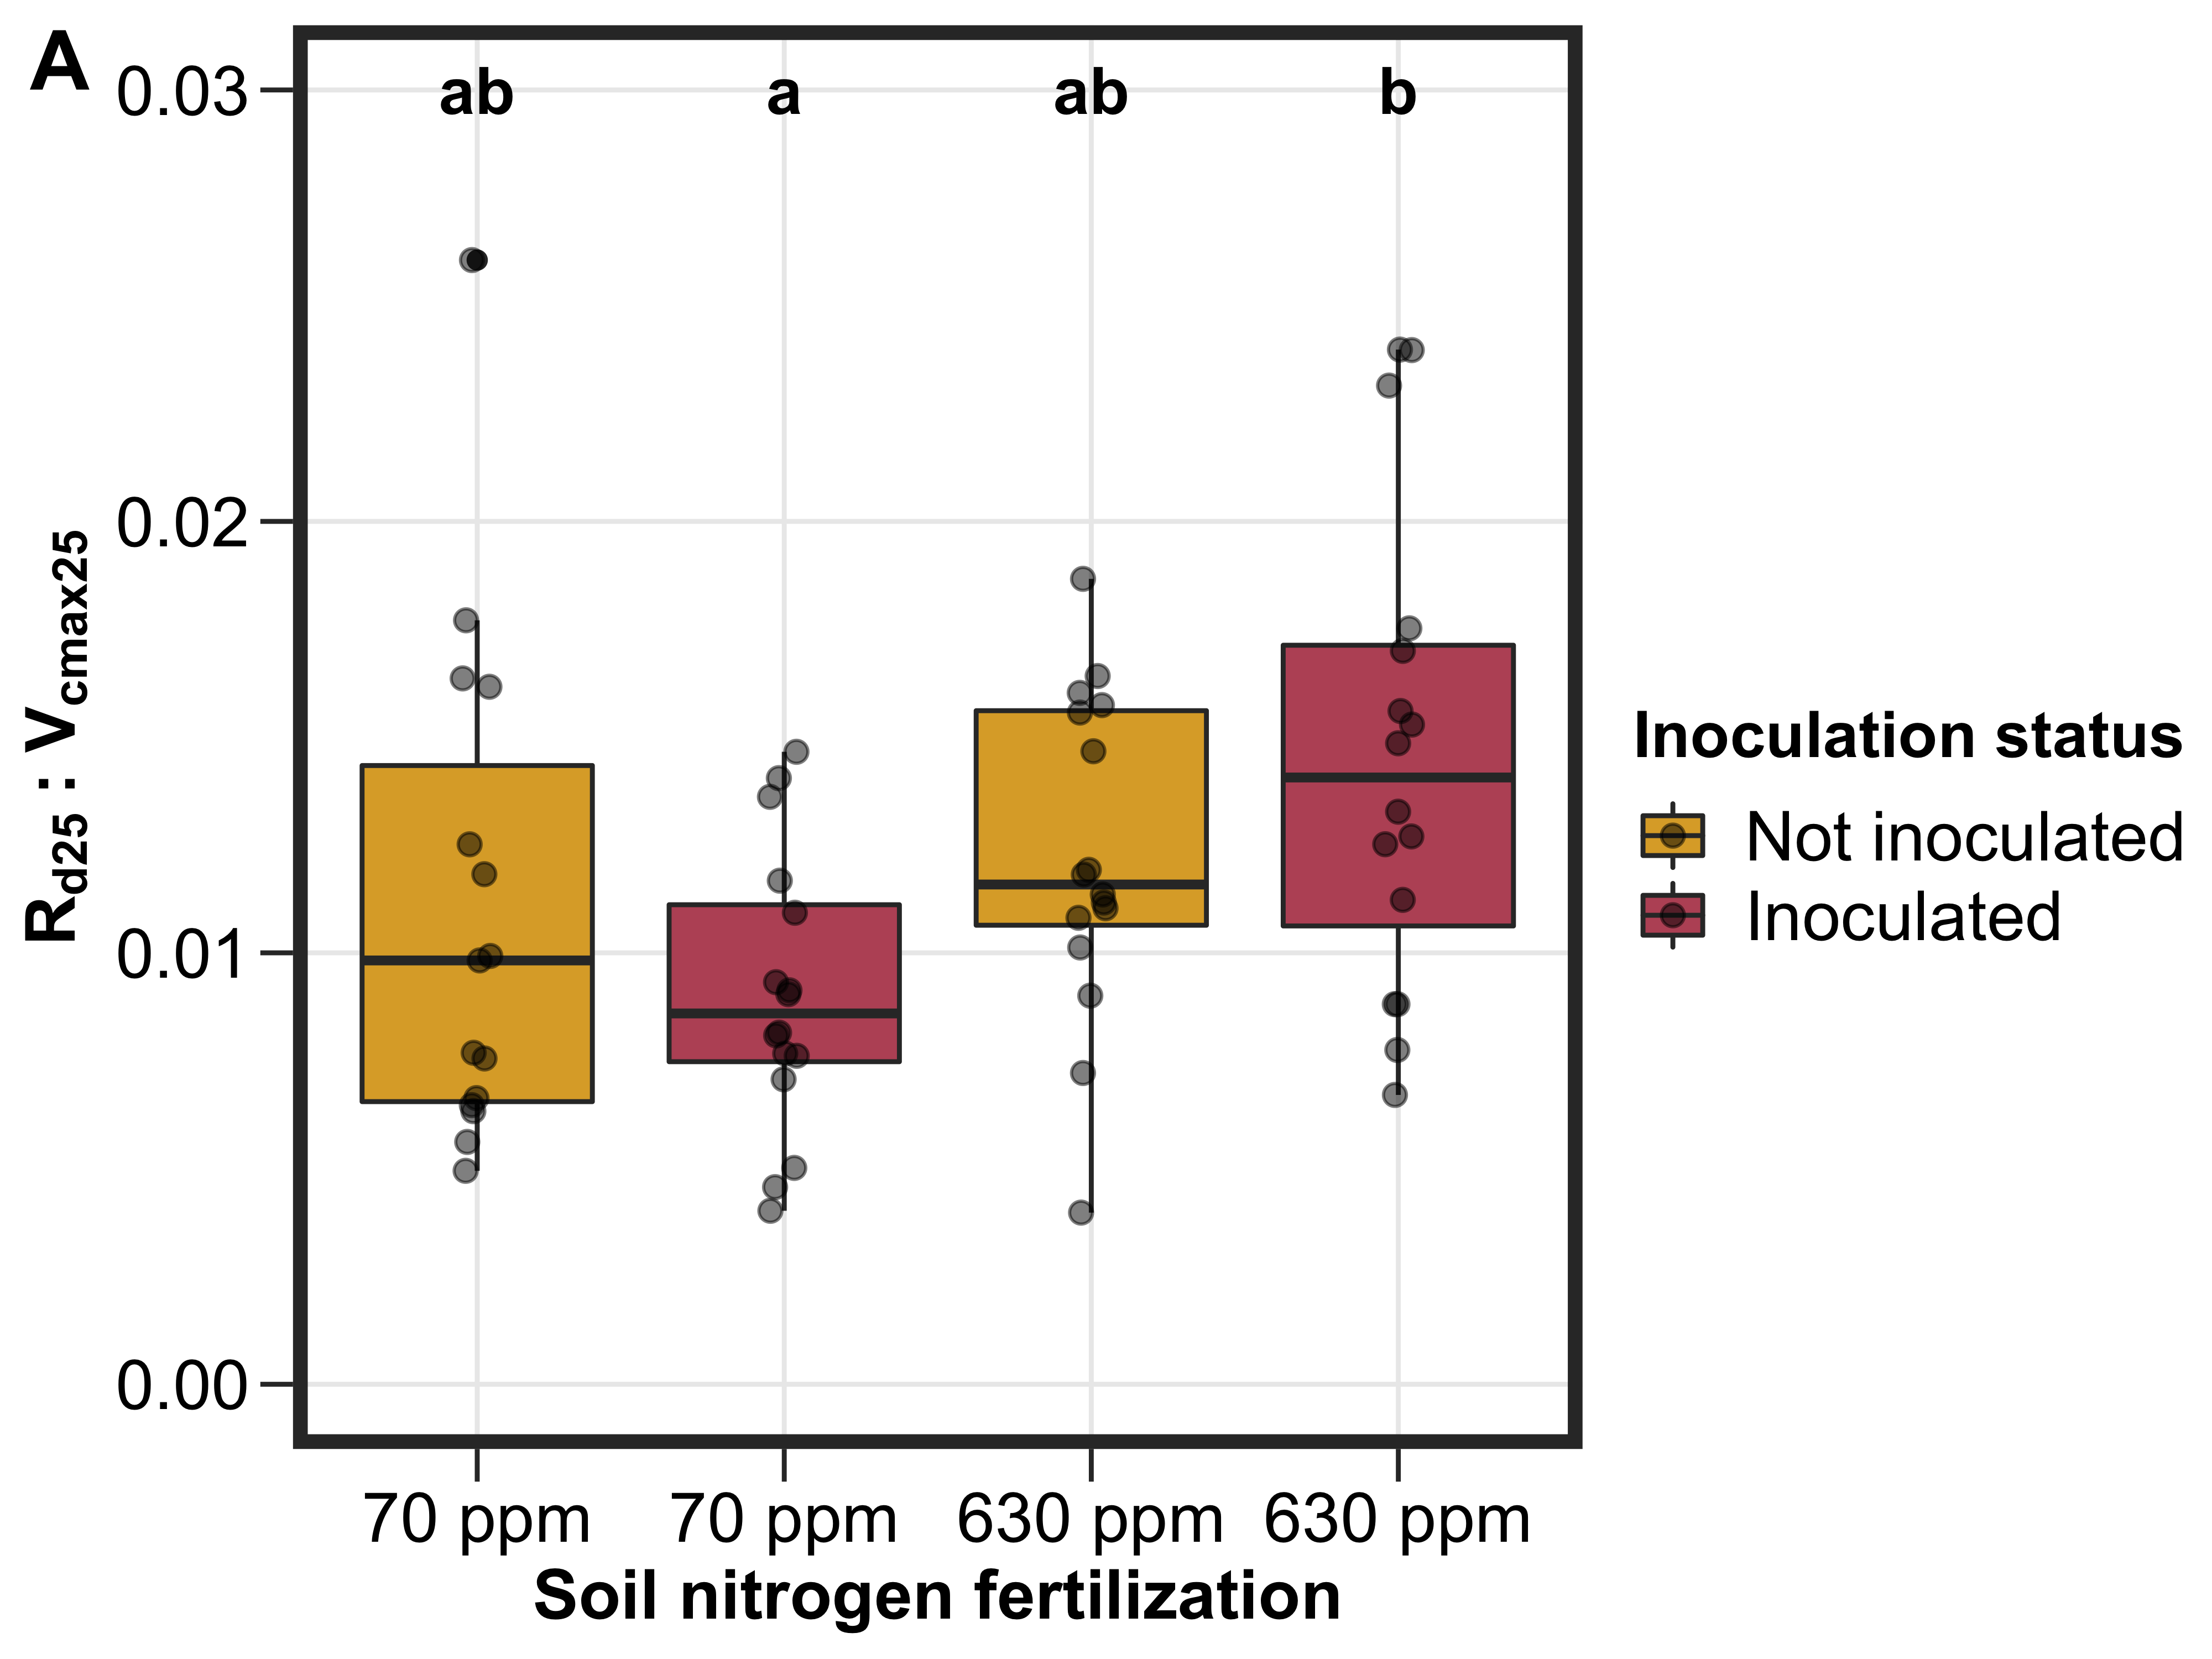 A
0.03
0.02
0.01
0.00
Rd25 : Vcmax25
ab a ab b
70 ppm 70 ppm 630 ppm 630 ppm
Soil nitrogen fertilization
Inoculation status
Not inoculated
Inoculated